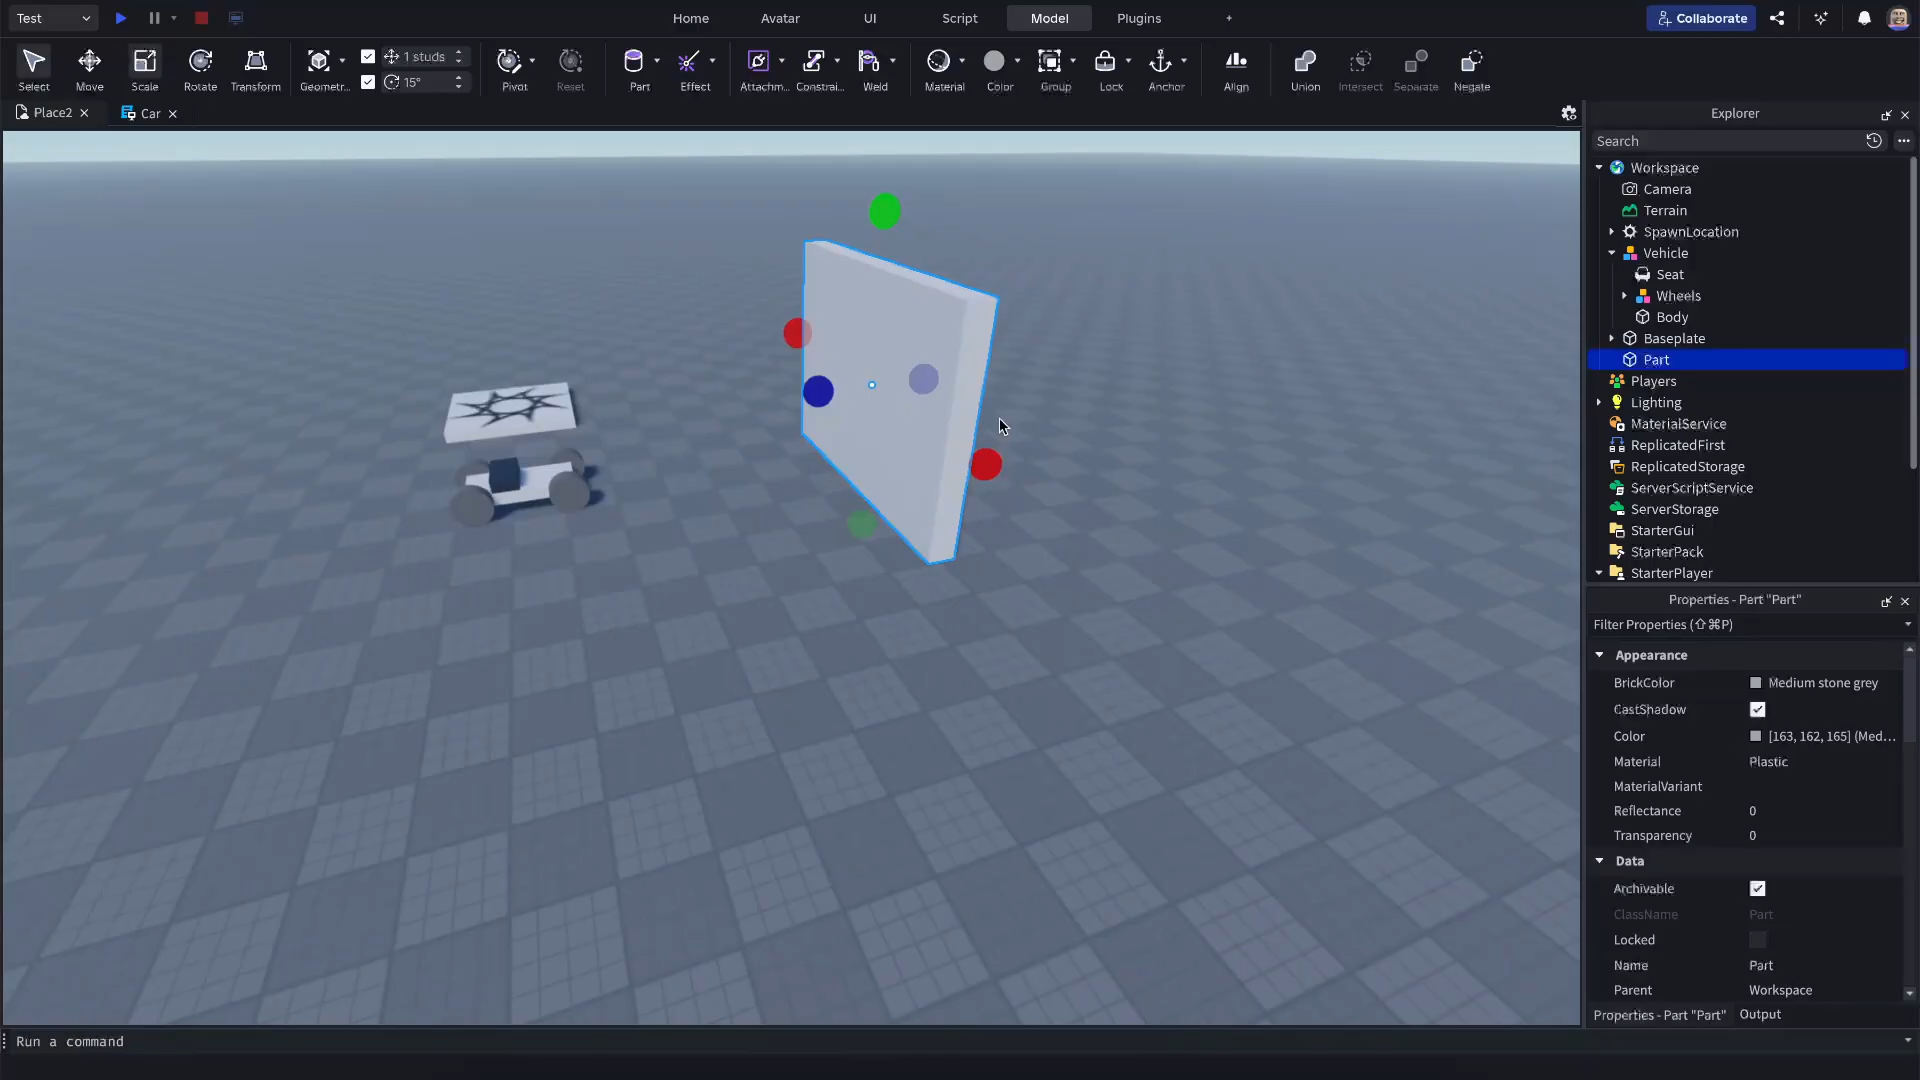 Test
Home
Avatar
UI
Script
Model
Plugins
+
Collaborate
Select
Move
Scale
Rotate
Transform
Geometr...
1 studs
15°
Pivot
Reset
Part
Effect
Attachm...
Constrai...
Weld
Material
Color
Group
Lock
Anchor
Align
Union
Intersect
Separate
Negate
Place2
Car
Explorer
Search
Workspace
Camera
Terrain
SpawnLocation
Vehicle
Seat
Wheels
Body
Baseplate
Part
Players
Lighting
MaterialService
ReplicatedFirst
ReplicatedStorage
ServerScriptService
ServerStorage
StarterGui
StarterPack
StarterPlayer
Properties - Part "Part"
Filter Properties (⇧⌘P)
Appearance
BrickColor Medium stone grey
CastShadow
Color [163, 162, 165] (Med...
Material Plastic
MaterialVariant
Reflectance 0
Transparency 0
Data
Archivable
ClassName Part
Locked
Name Part
Parent Workspace
Properties - Part "Part" Output
Run a command